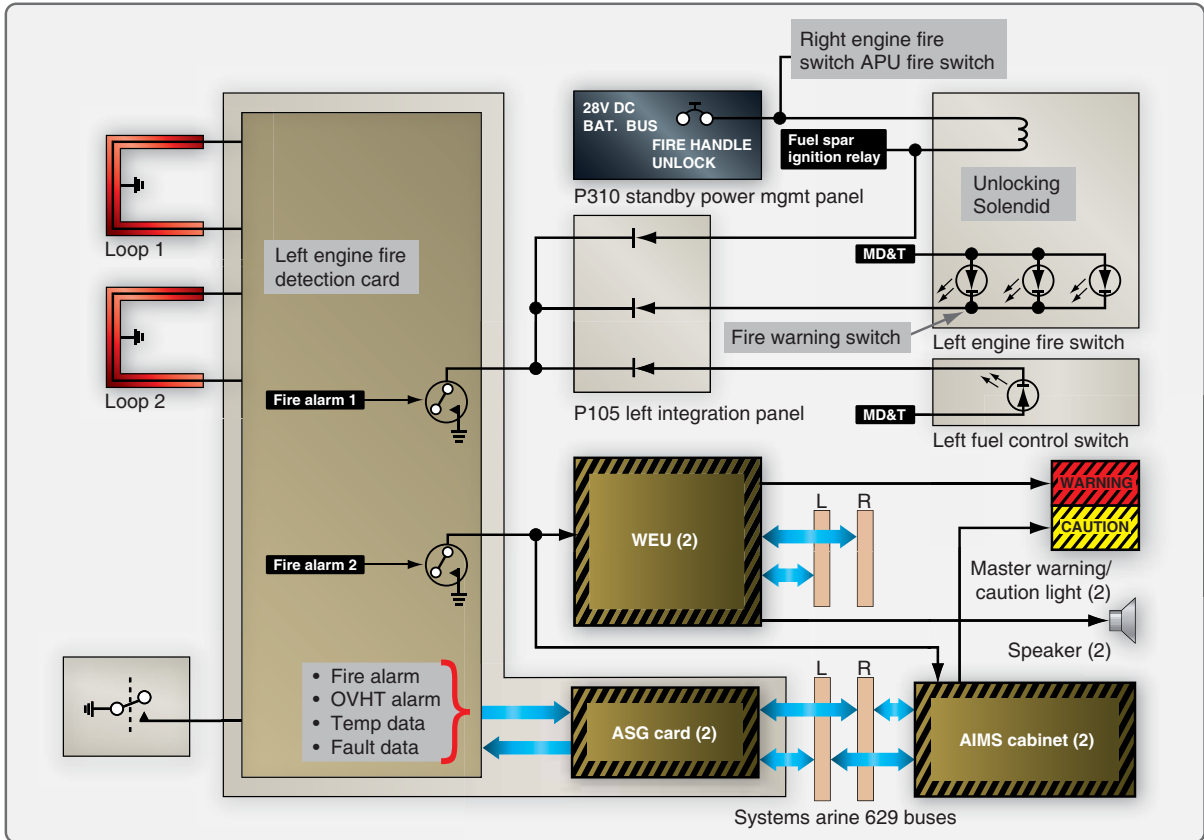 Right engine fire
switch APU fire switch
28V DC
BAT. BUS
FIRE HANDLE
UNLOCK
Fuel spar
ignition relay
P310 standby power mgmt panel
Unlocking
Solendid
Loop 1
Left engine fire
detection card
MD&T
Fire warning switch
Left engine fire switch
Loop 2
Fire alarm 1
P105 left integration panel
MD&T
Left fuel control switch
WEU (2)
L
R
WARNING
CAUTION
Master warning/
caution light (2)
Fire alarm 2
Speaker (2)
• Fire alarm
• OVHT alarm
• Temp data
• Fault data
ASG card (2)
L
R
AIMS cabinet (2)
Systems arine 629 buses